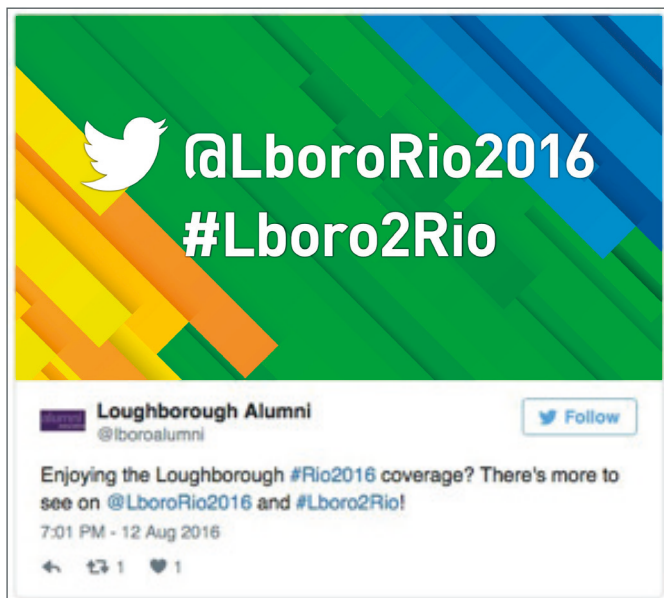 @LboroRio2016
#Lboro2Rio
alumni
Loughborough Alumni
@lboroalumni
Follow
Enjoying the Loughborough #Rio2016 coverage? There's more to
see on @LboroRio2016 and #Lboro2Rio!
7:01 PM - 12 Aug 2016
1
1